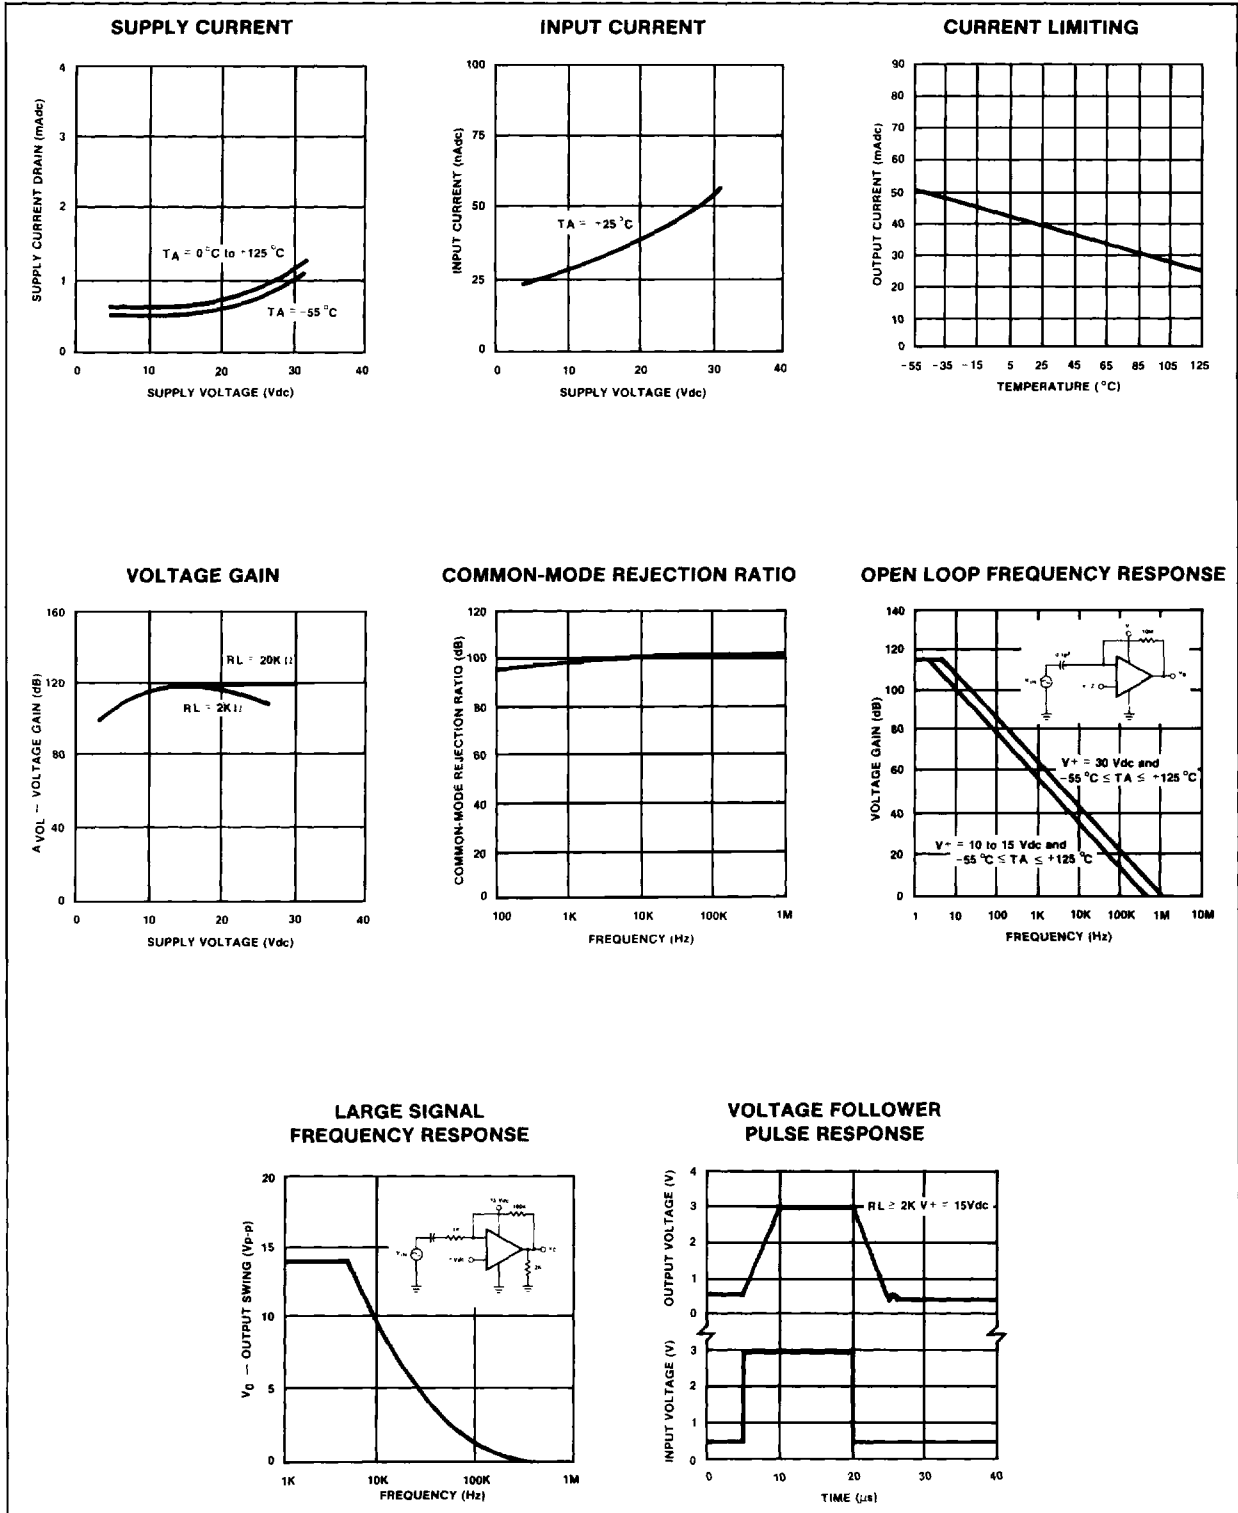 SUPPLY CURRENT
SUPPLY CURRENT DRAIN (mAdc)
4
3
2
1
0
TA = 0°C to +125°C
TA = -55°C
0 10 20 30 40
SUPPLY VOLTAGE (Vdc)
INPUT CURRENT
INPUT CURRENT (nAdc)
100
75
50
25
0
TA = +25°C
0 10 20 30 40
SUPPLY VOLTAGE (Vdc)
CURRENT LIMITING
OUTPUT CURRENT (mAdc)
90
80
70
60
50
40
30
20
10
0
-55 -35 -15 5 25 45 65 85 105 125
TEMPERATURE (°C)
VOLTAGE GAIN
AVOL -- VOLTAGE GAIN (dB)
160
120
80
40
0
RL = 20K Ω
RL = 2K Ω
0 10 20 30 40
SUPPLY VOLTAGE (Vdc)
COMMON-MODE REJECTION RATIO
COMMON-MODE REJECTION RATIO (dB)
120
100
80
60
40
20
0
100 1K 10K 100K 1M
FREQUENCY (Hz)
OPEN LOOP FREQUENCY RESPONSE
VOLTAGE GAIN (dB)
140
120
100
80
60
40
20
0
10M
V+ = 30 Vdc and
-55°C ≤ TA ≤ +125°C
V+ = 10 to 15 Vdc and
-55°C ≤ TA ≤ +125°C
1 10 100 1K 10K 100K 1M 10M
FREQUENCY (Hz)
LARGE SIGNAL
FREQUENCY RESPONSE
VO — OUTPUT SWING (Vp-p)
20
15
10
5
0
1K 10K 100K 1M
FREQUENCY (Hz)
VOLTAGE FOLLOWER
PULSE RESPONSE
OUTPUT VOLTAGE (V)
4
3
2
1
0
RL ≥ 2K V+ = 15Vdc
INPUT VOLTAGE (V)
3
2
1
0
0 10 20 30 40
TIME (μs)